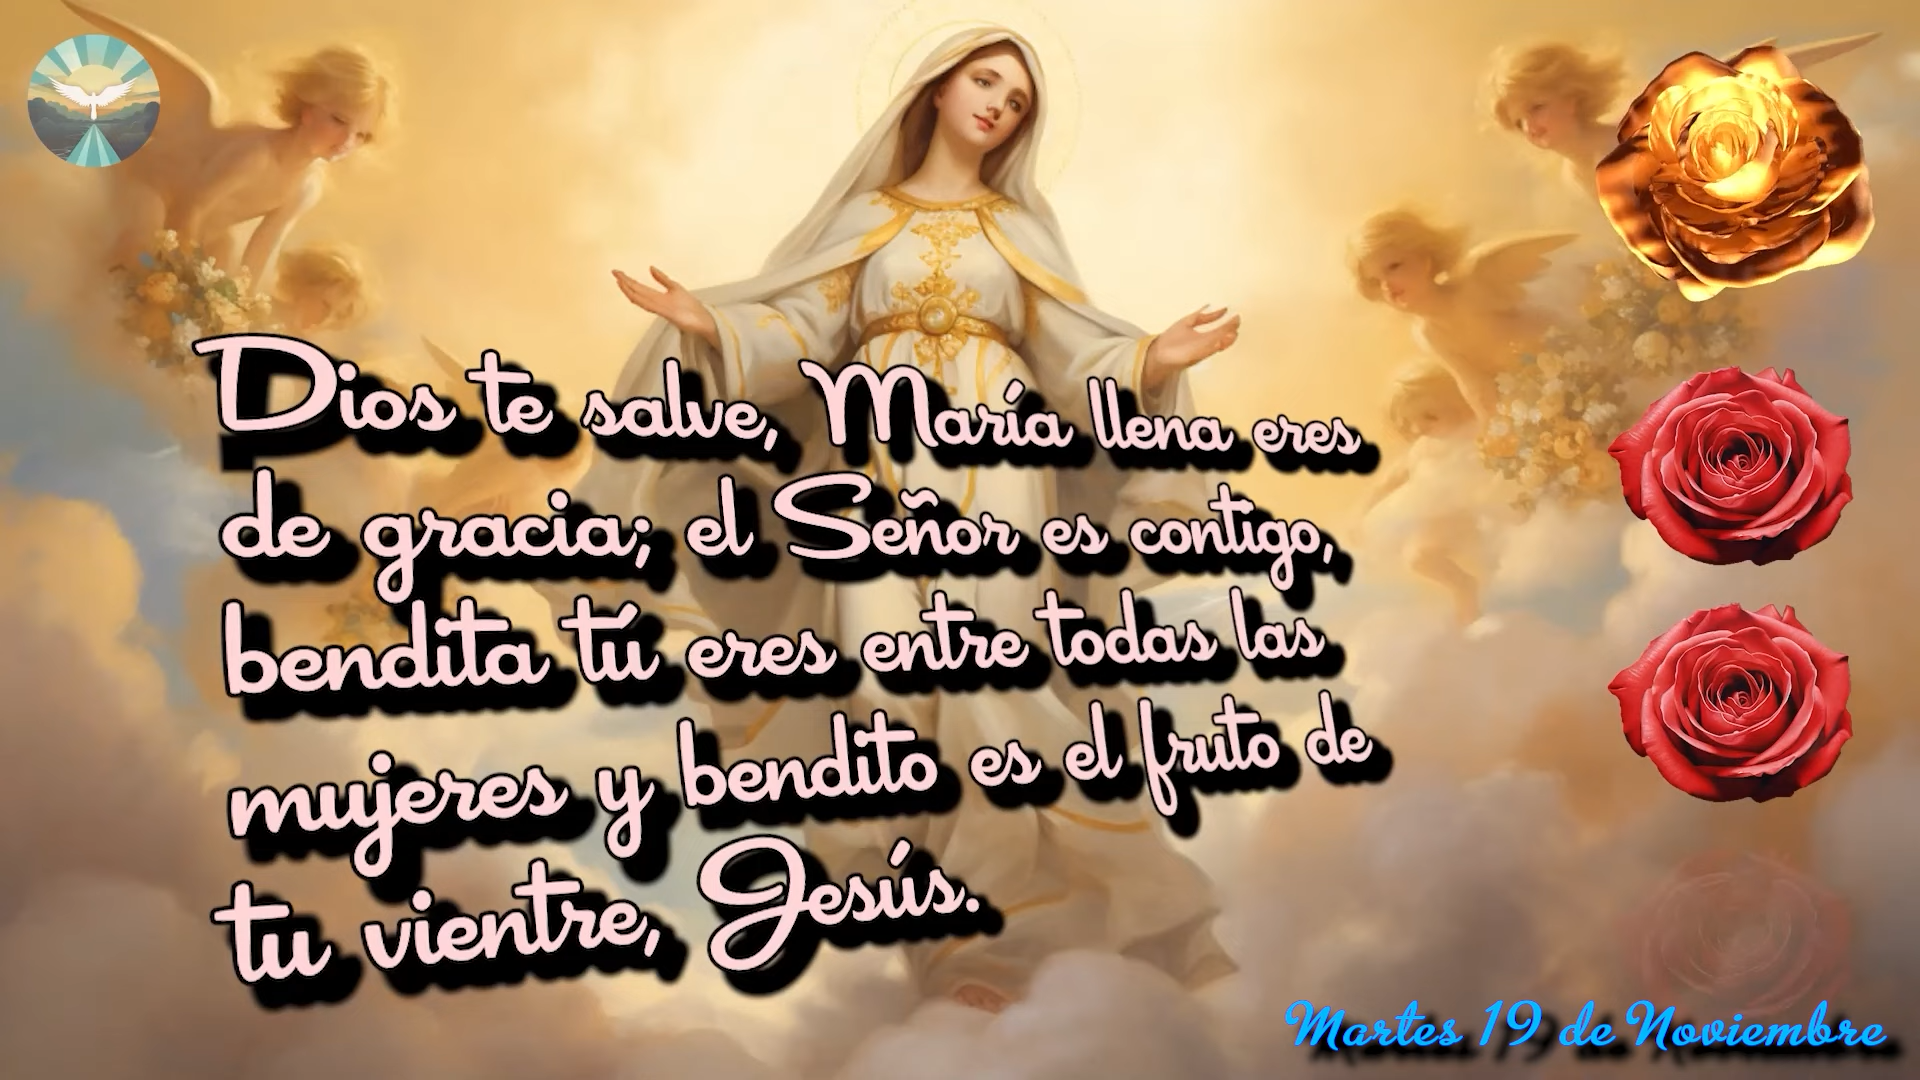 Dios te salve, María llena eres
de gracia; el Señor es contigo,
bendita tú eres entre todas las
mujeres y bendito es el fruto de
tu vientre, Jesús.
Martes 19 de Noviembre